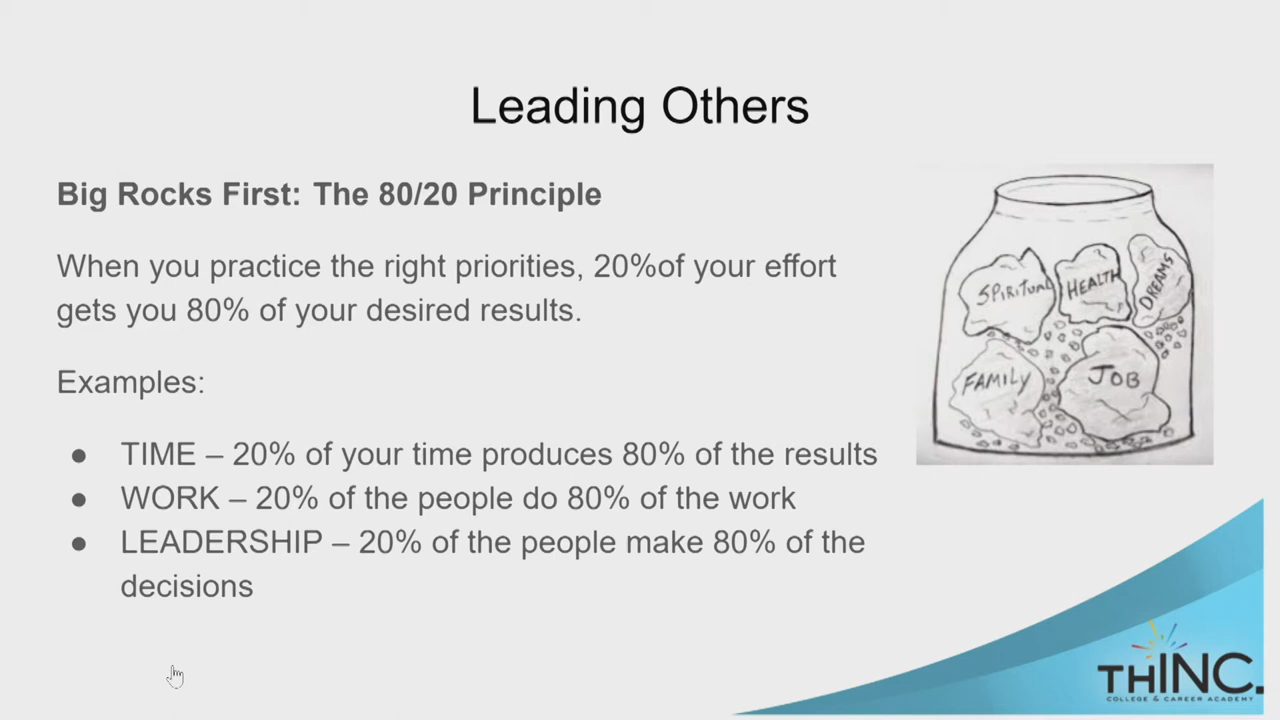 Leading Others
Big Rocks First: The 80/20 Principle
When you practice the right priorities, 20%of your effort
gets you 80% of your desired results.
Examples:
● TIME – 20% of your time produces 80% of the results
● WORK – 20% of the people do 80% of the work
● LEADERSHIP – 20% of the people make 80% of the
decisions
SPIRITUAL
HEALTH
DREAMS
FAMILY
JOB
THINC.
COLLEGE & CAREER ACADEMY